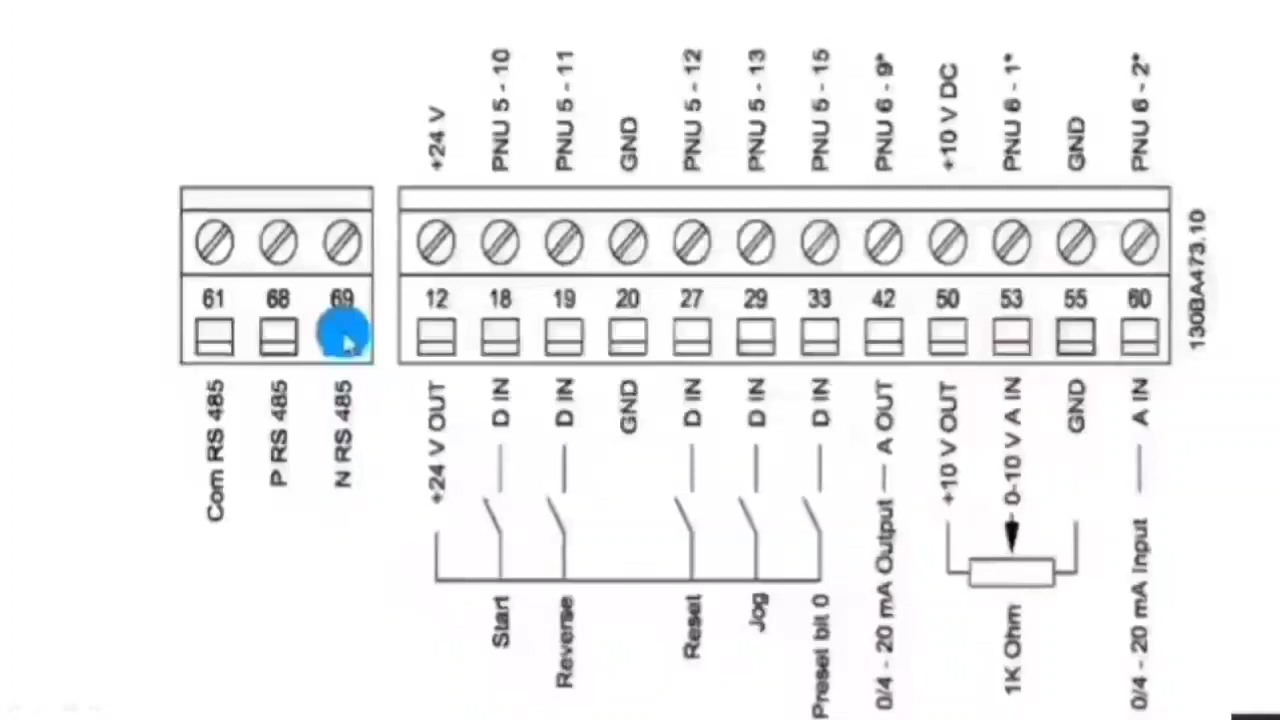 +24 V
PNU 5 - 10
PNU 5 - 11
GND
PNU 5 - 12
PNU 5 - 13
PNU 5 - 15
PNU 6 - 9*
+10 V DC
PNU 6 - 1*
GND
PNU 6 - 2*
61
68
69
12
18
19
20
27
29
33
42
50
53
55
60
130BA473.10
Com RS 485
P RS 485
N RS 485
+24 V OUT
D IN
D IN
GND
D IN
D IN
D IN
0/4 - 20 mA Output
A OUT
+10 V OUT
0-10 V A IN
GND
0/4 - 20 mA Input
A IN
Start
Reverse
Reset
Jog
Preset bit 0
1K Ohm